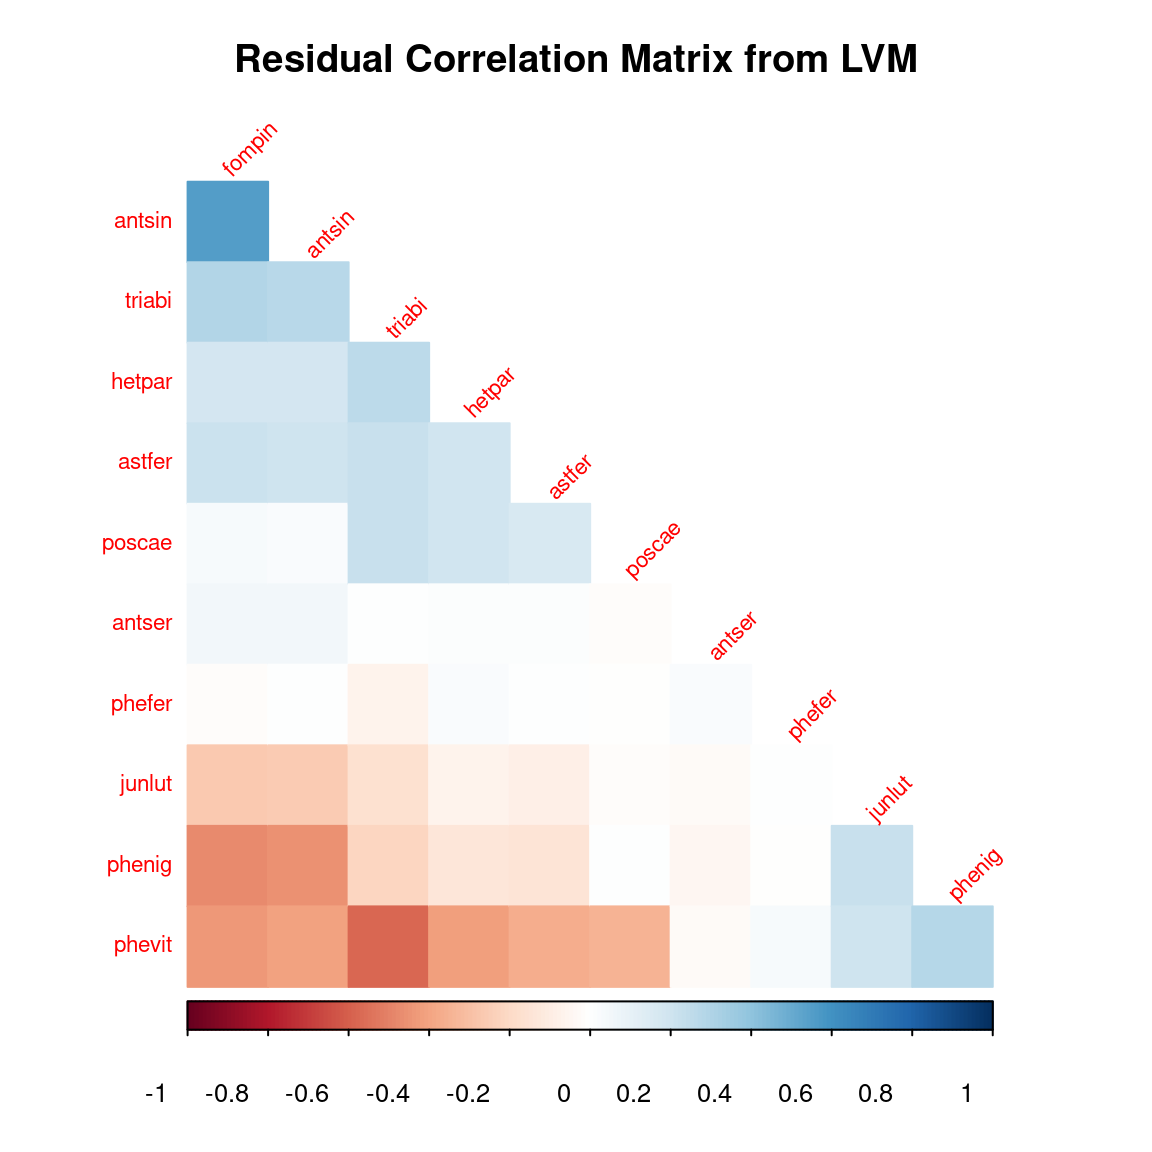 Residual Correlation Matrix from LVM
fompin
antsin
antsin
triabi
triabi
hetpar
hetpar
astfer
astfer
poscae
poscae
antser
antser
phefer
phefer
junlut
junlut
phenig
phenig
phevit
-1 -0.8 -0.6 -0.4 -0.2 0 0.2 0.4 0.6 0.8 1